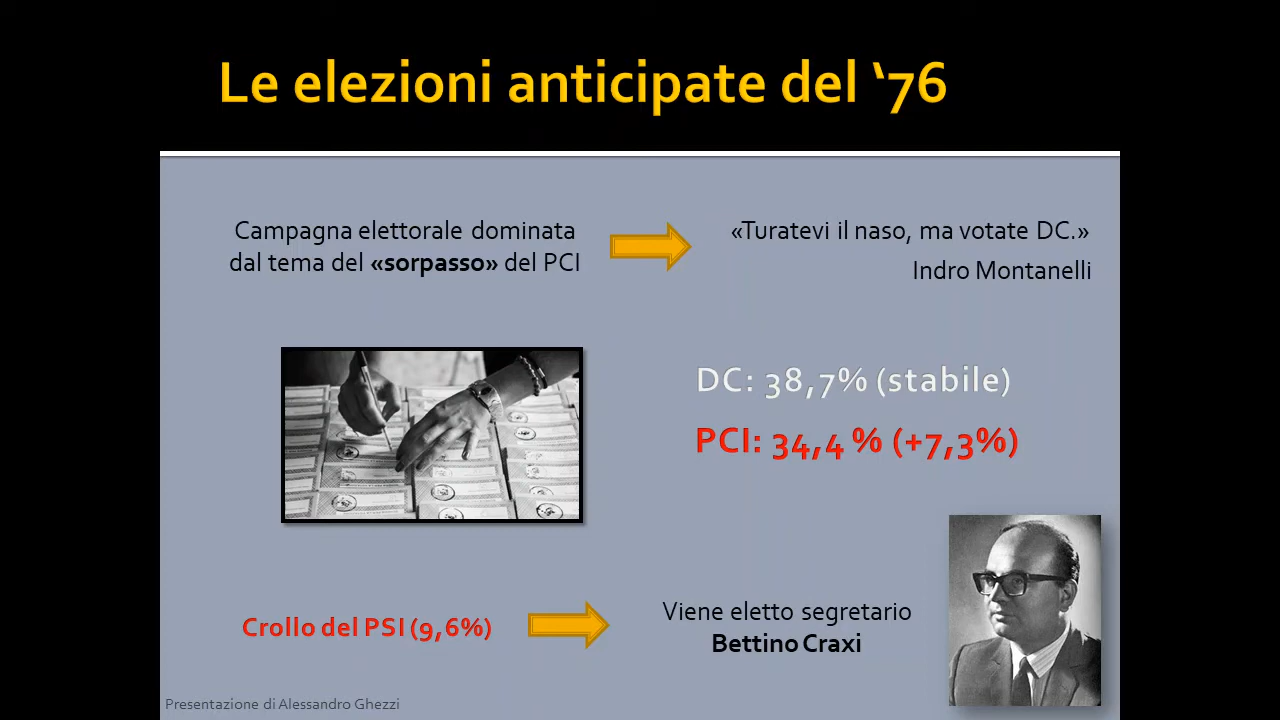 Le elezioni anticipate del ‘76
Campagna elettorale dominata
dal tema del «sorpasso» del PCI
«Turatevi il naso, ma votate DC.»
Indro Montanelli
DC: 38,7% (stabile)
PCI: 34,4 % (+7,3%)
Crollo del PSI (9,6%)
Viene eletto segretario
Bettino Craxi
Presentazione di Alessandro Ghezzi